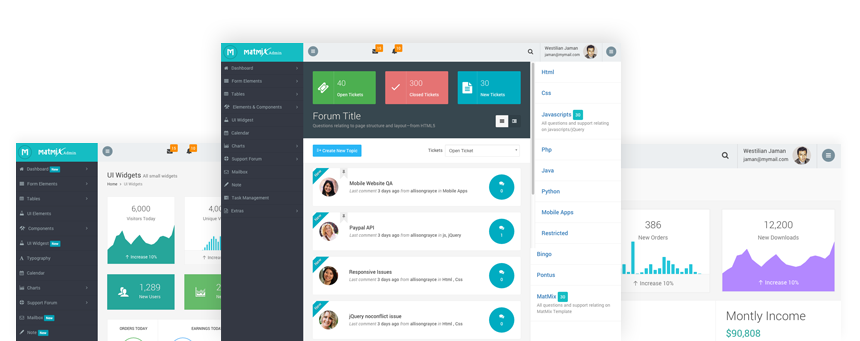 MATMIX Admin
Westilian Jaman
jaman@mymail.com
Dashboard
Form Elements
Tables
Elements & Components
UI Widgest
Calendar
Charts
Support Forum
Mailbox
Note
Task Management
Extras
40
Open Tickets
300
Closed Tickets
30
New Tickets
Forum Title
Questions relating to page structure and layout - from HTML5
Create New Topic
Tickets
Open Ticket
Mobile Website QA
Last comment 3 days ago from allisongrayce in Mobile Apps
0
Paypal API
Last comment 3 days ago from allisongrayce in js, jQuery
1
Responsive Issues
Last comment 3 days ago from allisongrayce in Html , Css
0
jQuery noconflict issue
Last comment 3 days ago from allisongrayce in Html , Css
0
Html
Css
Javascripts
All questions and support relating
on javascripts/jQuery
Php
Java
Python
Mobile Apps
Restricted
Bingo
Pontus
MatMix
All questions and support relating on
MatMix Template
MATMIX Admin
Dashboard New
Form Elements
Tables
UI Elements
Components
UI Widgest New
Typography
Calendar
Charts
Support Forum
Mailbox New
Note New
UI Widgets All small widgets
Home
UI Widgets
6,000
Visitors Today
Increase 10%
Unique V
Increase
1,289
New Users
ORDERS TODAY
EARNINGS TODAY
Westilian Jaman
jaman@mymail.com
386
New Orders
Increase 10%
12,200
New Downloads
Increase 10%
Montly Income
$90,808